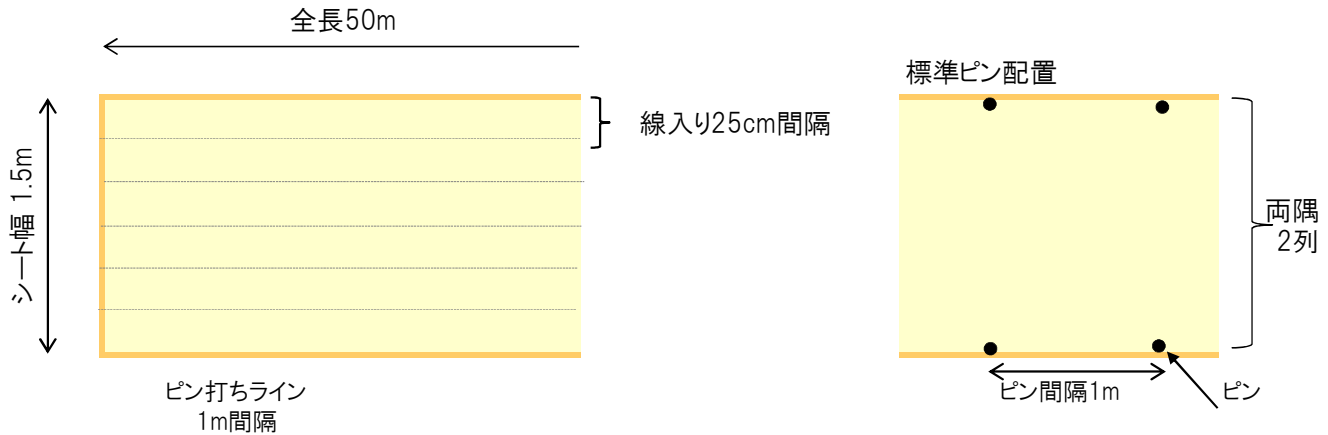 全長50m
標準ピン配置
線入り25cm間隔
シート幅 1.5m
両隅
2列
ピン打ちライン
1m間隔
ピン間隔1m
ピン